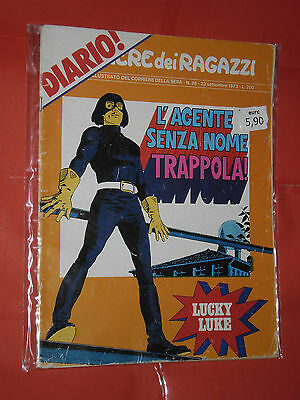 DIARIO!
CORRIERE dei RAGAZZI
ILLUSTRATO DEL CORRIERE DELLA SERA - N. 38 - 23 settembre 1973 - L. 200
euro
5,90
L'AGENTE
SENZA NOME
TRAPPOLA!
LUCKY
LUKE